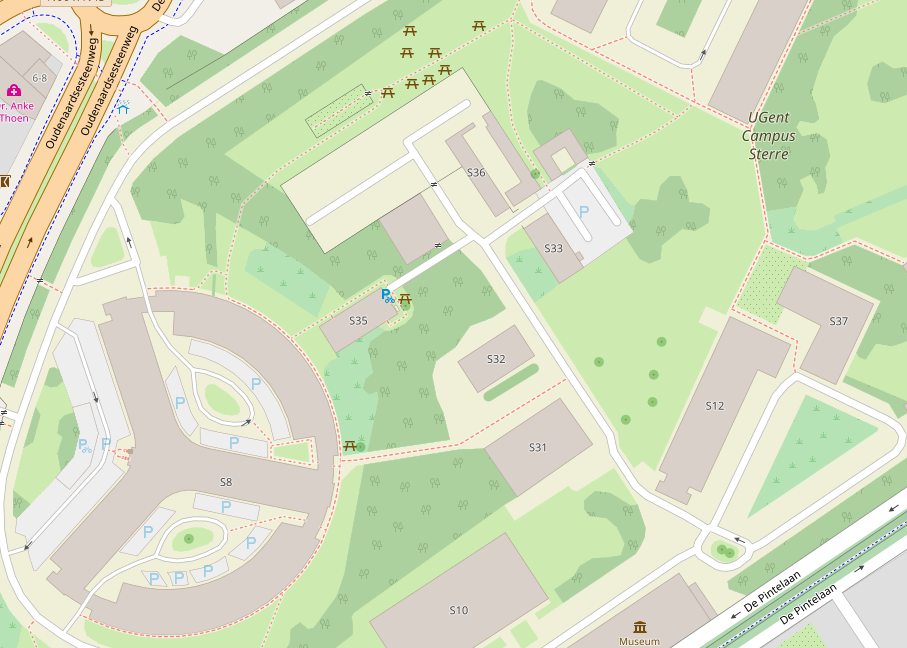 Oudenaardsesteenweg
Oudenaardsesteenweg
De
6-8
r. Anke
Thoen
UGent
Campus
Sterre
S36
P
S33
P
S35
S37
S32
S12
P
P
P
P
P
S31
S8
P
P
P
P
P
P
S10
De Pintelaan
De Pintelaan
Museum